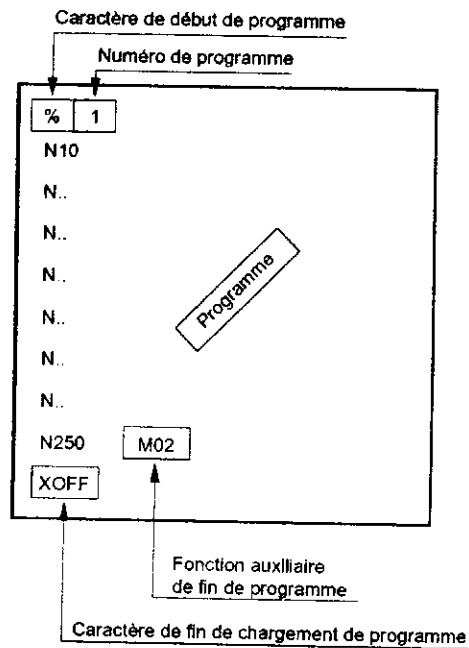 Caractère de début de programme
Numéro de programme
% 1
N10
N..
N..
N..
N..
N..
N..
Programme
N250 M02
XOFF
Fonction auxiliaire
de fin de programme
Caractère de fin de chargement de programme